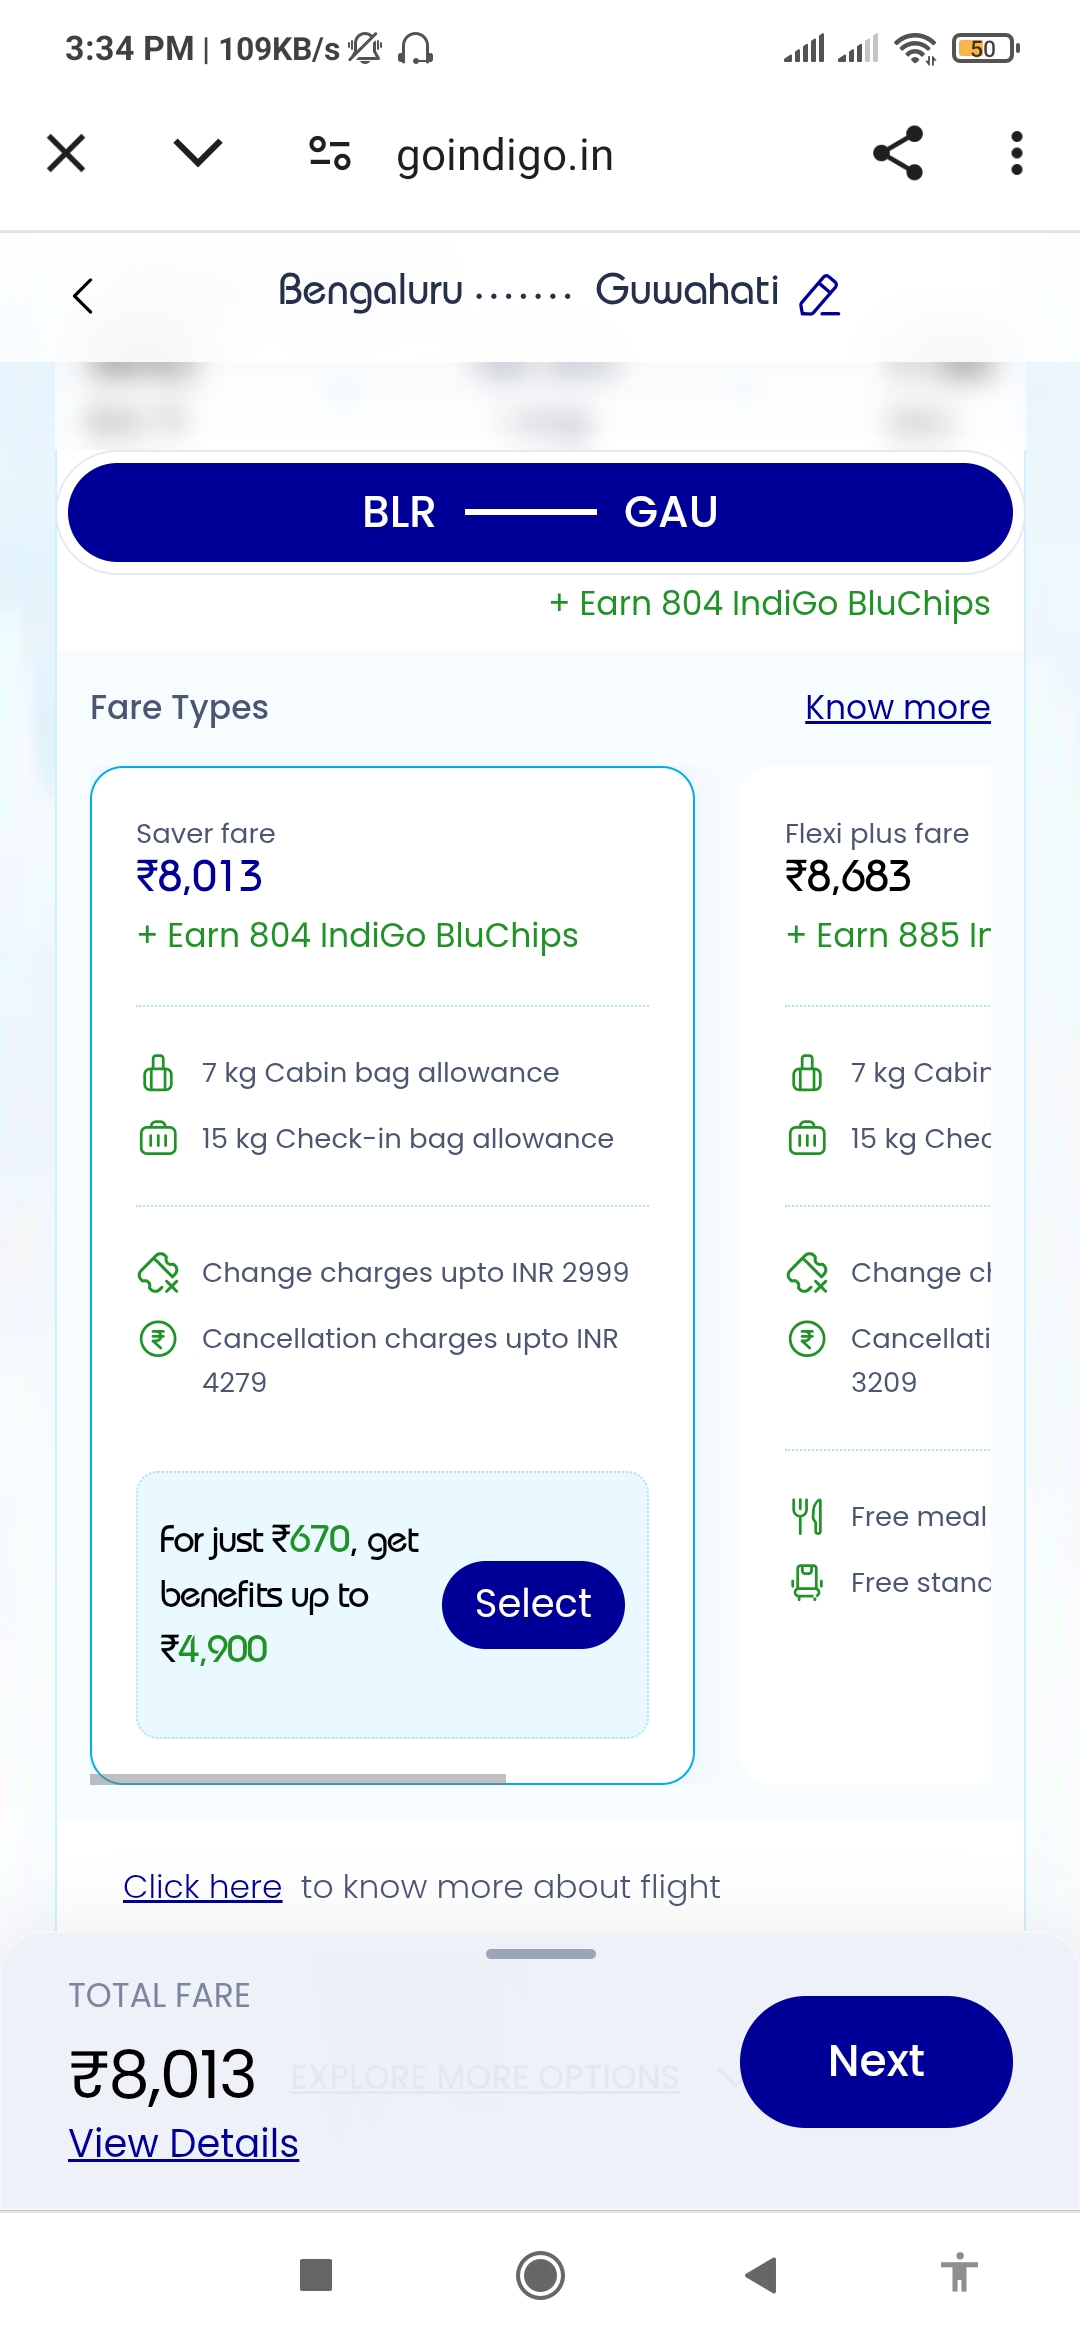 3:34 PM | 109KB/s
50
goindigo.in
Bengaluru ....... Guwahati
BLR GAU
+ Earn 804 IndiGo BluChips
Fare Types
Know more
Saver fare
₹8,013
+ Earn 804 IndiGo BluChips
7 kg Cabin bag allowance
15 kg Check-in bag allowance
Change charges upto INR 2999
Cancellation charges upto INR
4279
For just ₹670, get
benefits up to
₹4,900
Select
Flexi plus fare
₹8,683
+ Earn 885 In
7 kg Cabin
15 kg Chec
Change ch
Cancellati
3209
Free meal
Free stand
Click here to know more about flight
TOTAL FARE
₹8,013
EXPLORE MORE OPTIONS
View Details
Next